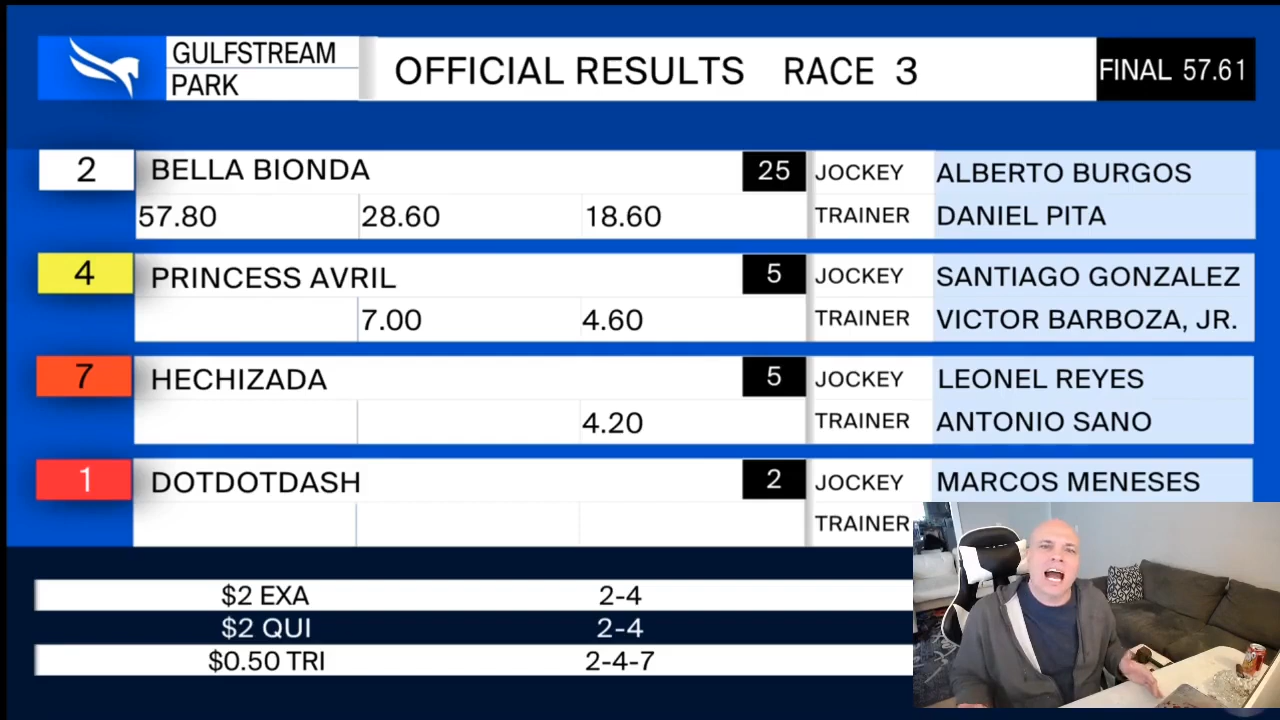 GULFSTREAM
PARK
OFFICIAL RESULTS RACE 3
FINAL 57.61
2 BELLA BIONDA 25 JOCKEY ALBERTO BURGOS
57.80 28.60 18.60 TRAINER DANIEL PITA
4 PRINCESS AVRIL 5 JOCKEY SANTIAGO GONZALEZ
7.00 4.60 TRAINER VICTOR BARBOZA, JR.
7 HECHIZADA 5 JOCKEY LEONEL REYES
4.20 TRAINER ANTONIO SANO
1 DOTDOTDASH 2 JOCKEY MARCOS MENESES
TRAINER
$2 EXA 2-4
$2 QUI 2-4
$0.50 TRI 2-4-7